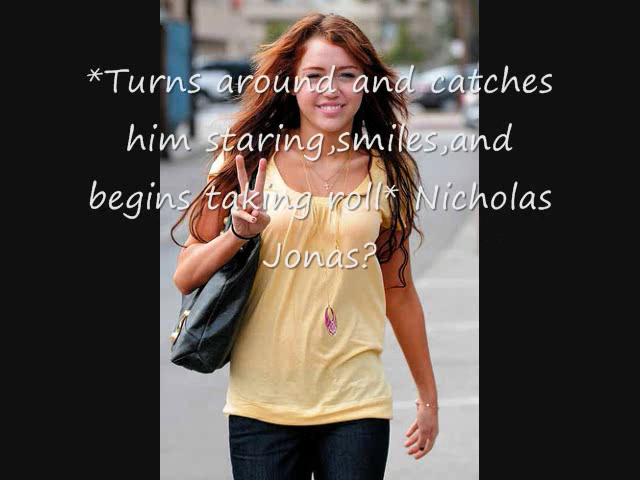 *Turns around and catches
him staring,smiles,and
begins taking roll* Nicholas
Jonas?